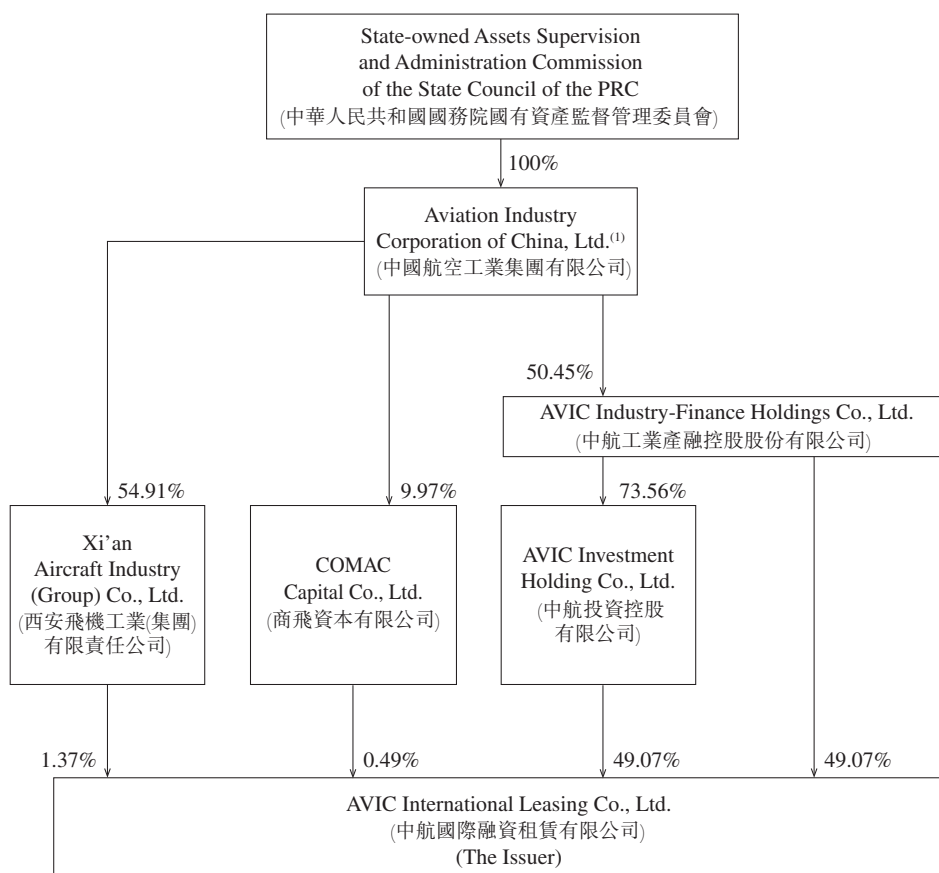 State-owned Assets Supervision
and Administration Commission
of the State Council of the PRC
(中華人民共和國國務院國有資產監督管理委員會)
100%
Aviation Industry
Corporation of China, Ltd.(1)
(中國航空工業集團有限公司)
50.45%
AVIC Industry-Finance Holdings Co., Ltd.
(中航工業產融控股股份有限公司)
54.91%
9.97%
73.56%
Xi’an
Aircraft Industry
(Group) Co., Ltd.
(西安飛機工業(集團)
有限責任公司)
COMAC
Capital Co., Ltd.
(商飛資本有限公司)
AVIC Investment
Holding Co., Ltd.
(中航投資控股
有限公司)
1.37%
0.49%
49.07%
49.07%
AVIC International Leasing Co., Ltd.
(中航國際融資租賃有限公司)
(The Issuer)